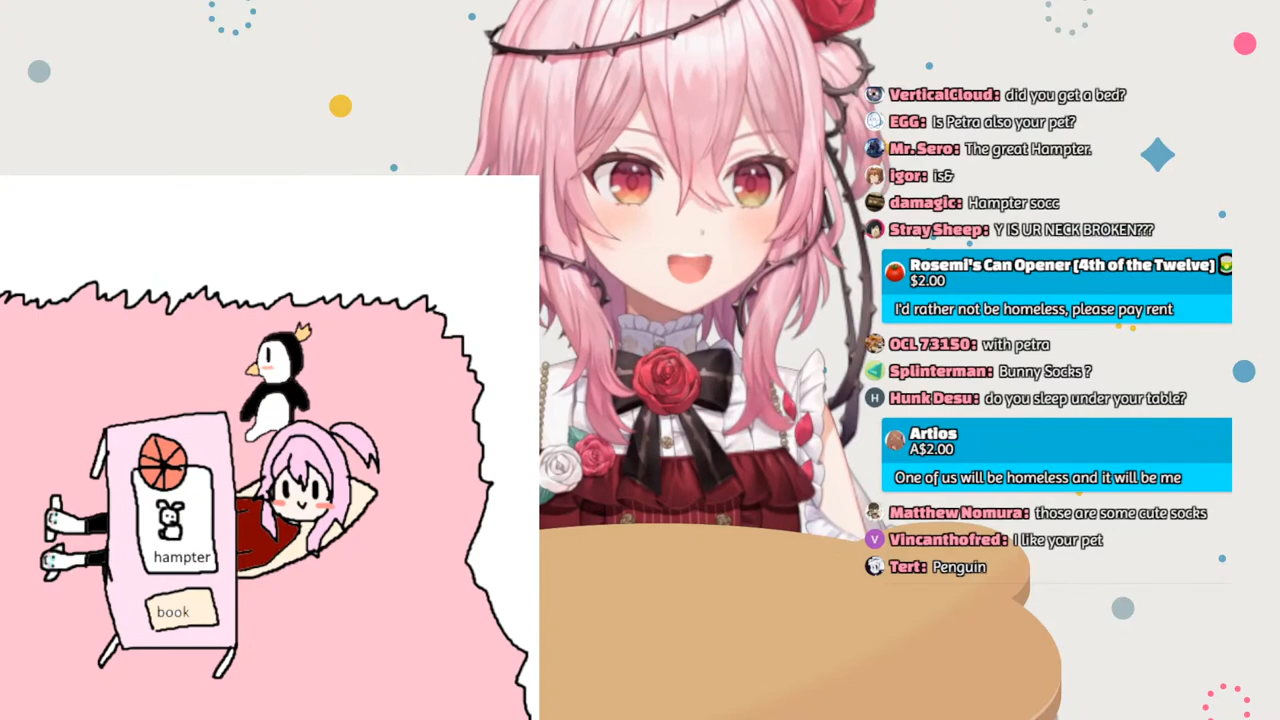 VerticalCloud: did you get a bed?
EGG: Is Petra also your pet?
Mr. Sero: The great Hampter.
igor: is&
damagic: Hampter socc
Stray Sheep: Y IS UR NECK BROKEN???
Rosemi's Can Opener [4th of the Twelve]
$2.00
I'd rather not be homeless, please pay rent
OCL 73150: with petra
Splinterman: Bunny Socks ?
H Hunk Desu: do you sleep under your table?
Artios
A$2.00
One of us will be homeless and it will be me
Matthew Nomura: those are some cute socks
V Vincanthofred: I like your pet
Tert: Penguin
hampter
book